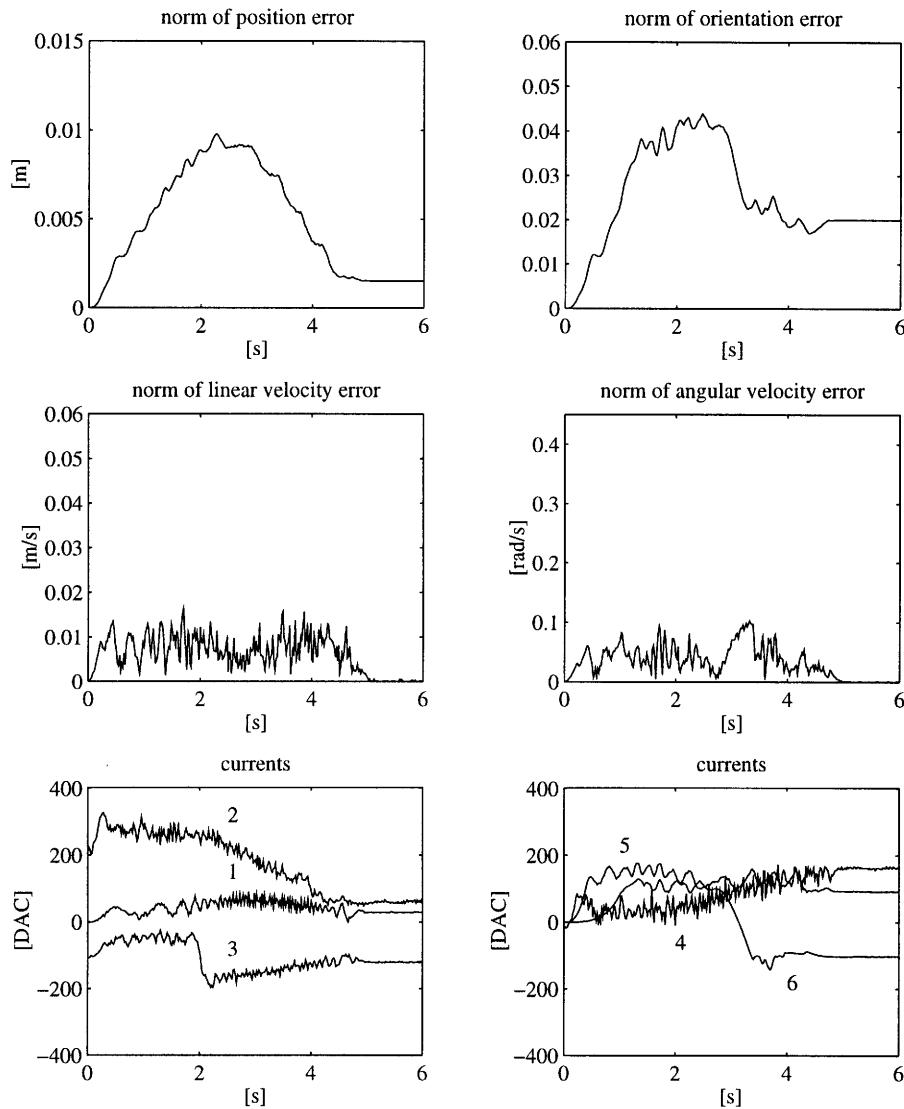 norm of position error
0.015
0.01
0.005
0
[m]
0 2 4 6
[s]
norm of orientation error
0.06
0.05
0.04
0.03
0.02
0.01
0
0 2 4 6
[s]
norm of linear velocity error
0.06
0.05
0.04
0.03
0.02
0.01
0
[m/s]
0 2 4 6
[s]
norm of angular velocity error
0.4
0.3
0.2
0.1
0
[rad/s]
0 2 4 6
[s]
currents
400
200
0
−200
−400
[DAC]
2
1
3
0 2 4 6
[s]
currents
400
200
0
−200
−400
[DAC]
5
4
6
0 2 4 6
[s]